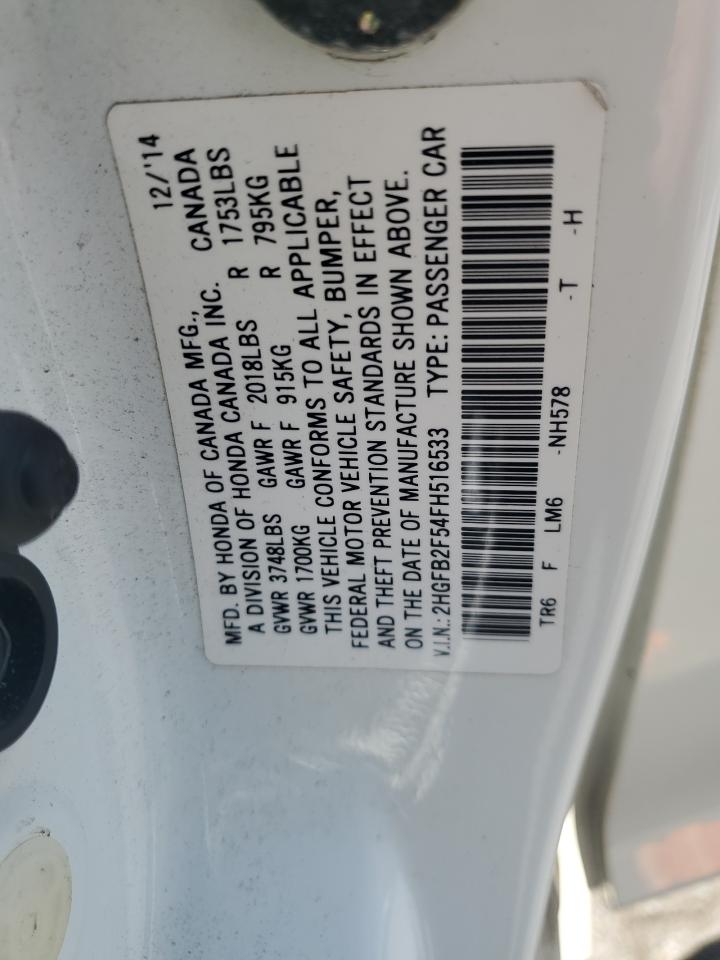 12/'14
MFD. BY HONDA OF CANADA MFG., CANADA
A DIVISION OF HONDA CANADA INC.
GVWR 3748LBS GAWR F 2018LBS R 1753LBS
GVWR 1700KG GAWR F 915KG R 795KG
THIS VEHICLE CONFORMS TO ALL APPLICABLE
FEDERAL MOTOR VEHICLE SAFETY, BUMPER,
AND THEFT PREVENTION STANDARDS IN EFFECT
ON THE DATE OF MANUFACTURE SHOWN ABOVE.
V.I.N.: 2HGFB2F54FH516533 TYPE: PASSENGER CAR
TR6 F LM6 -NH578 -T -H